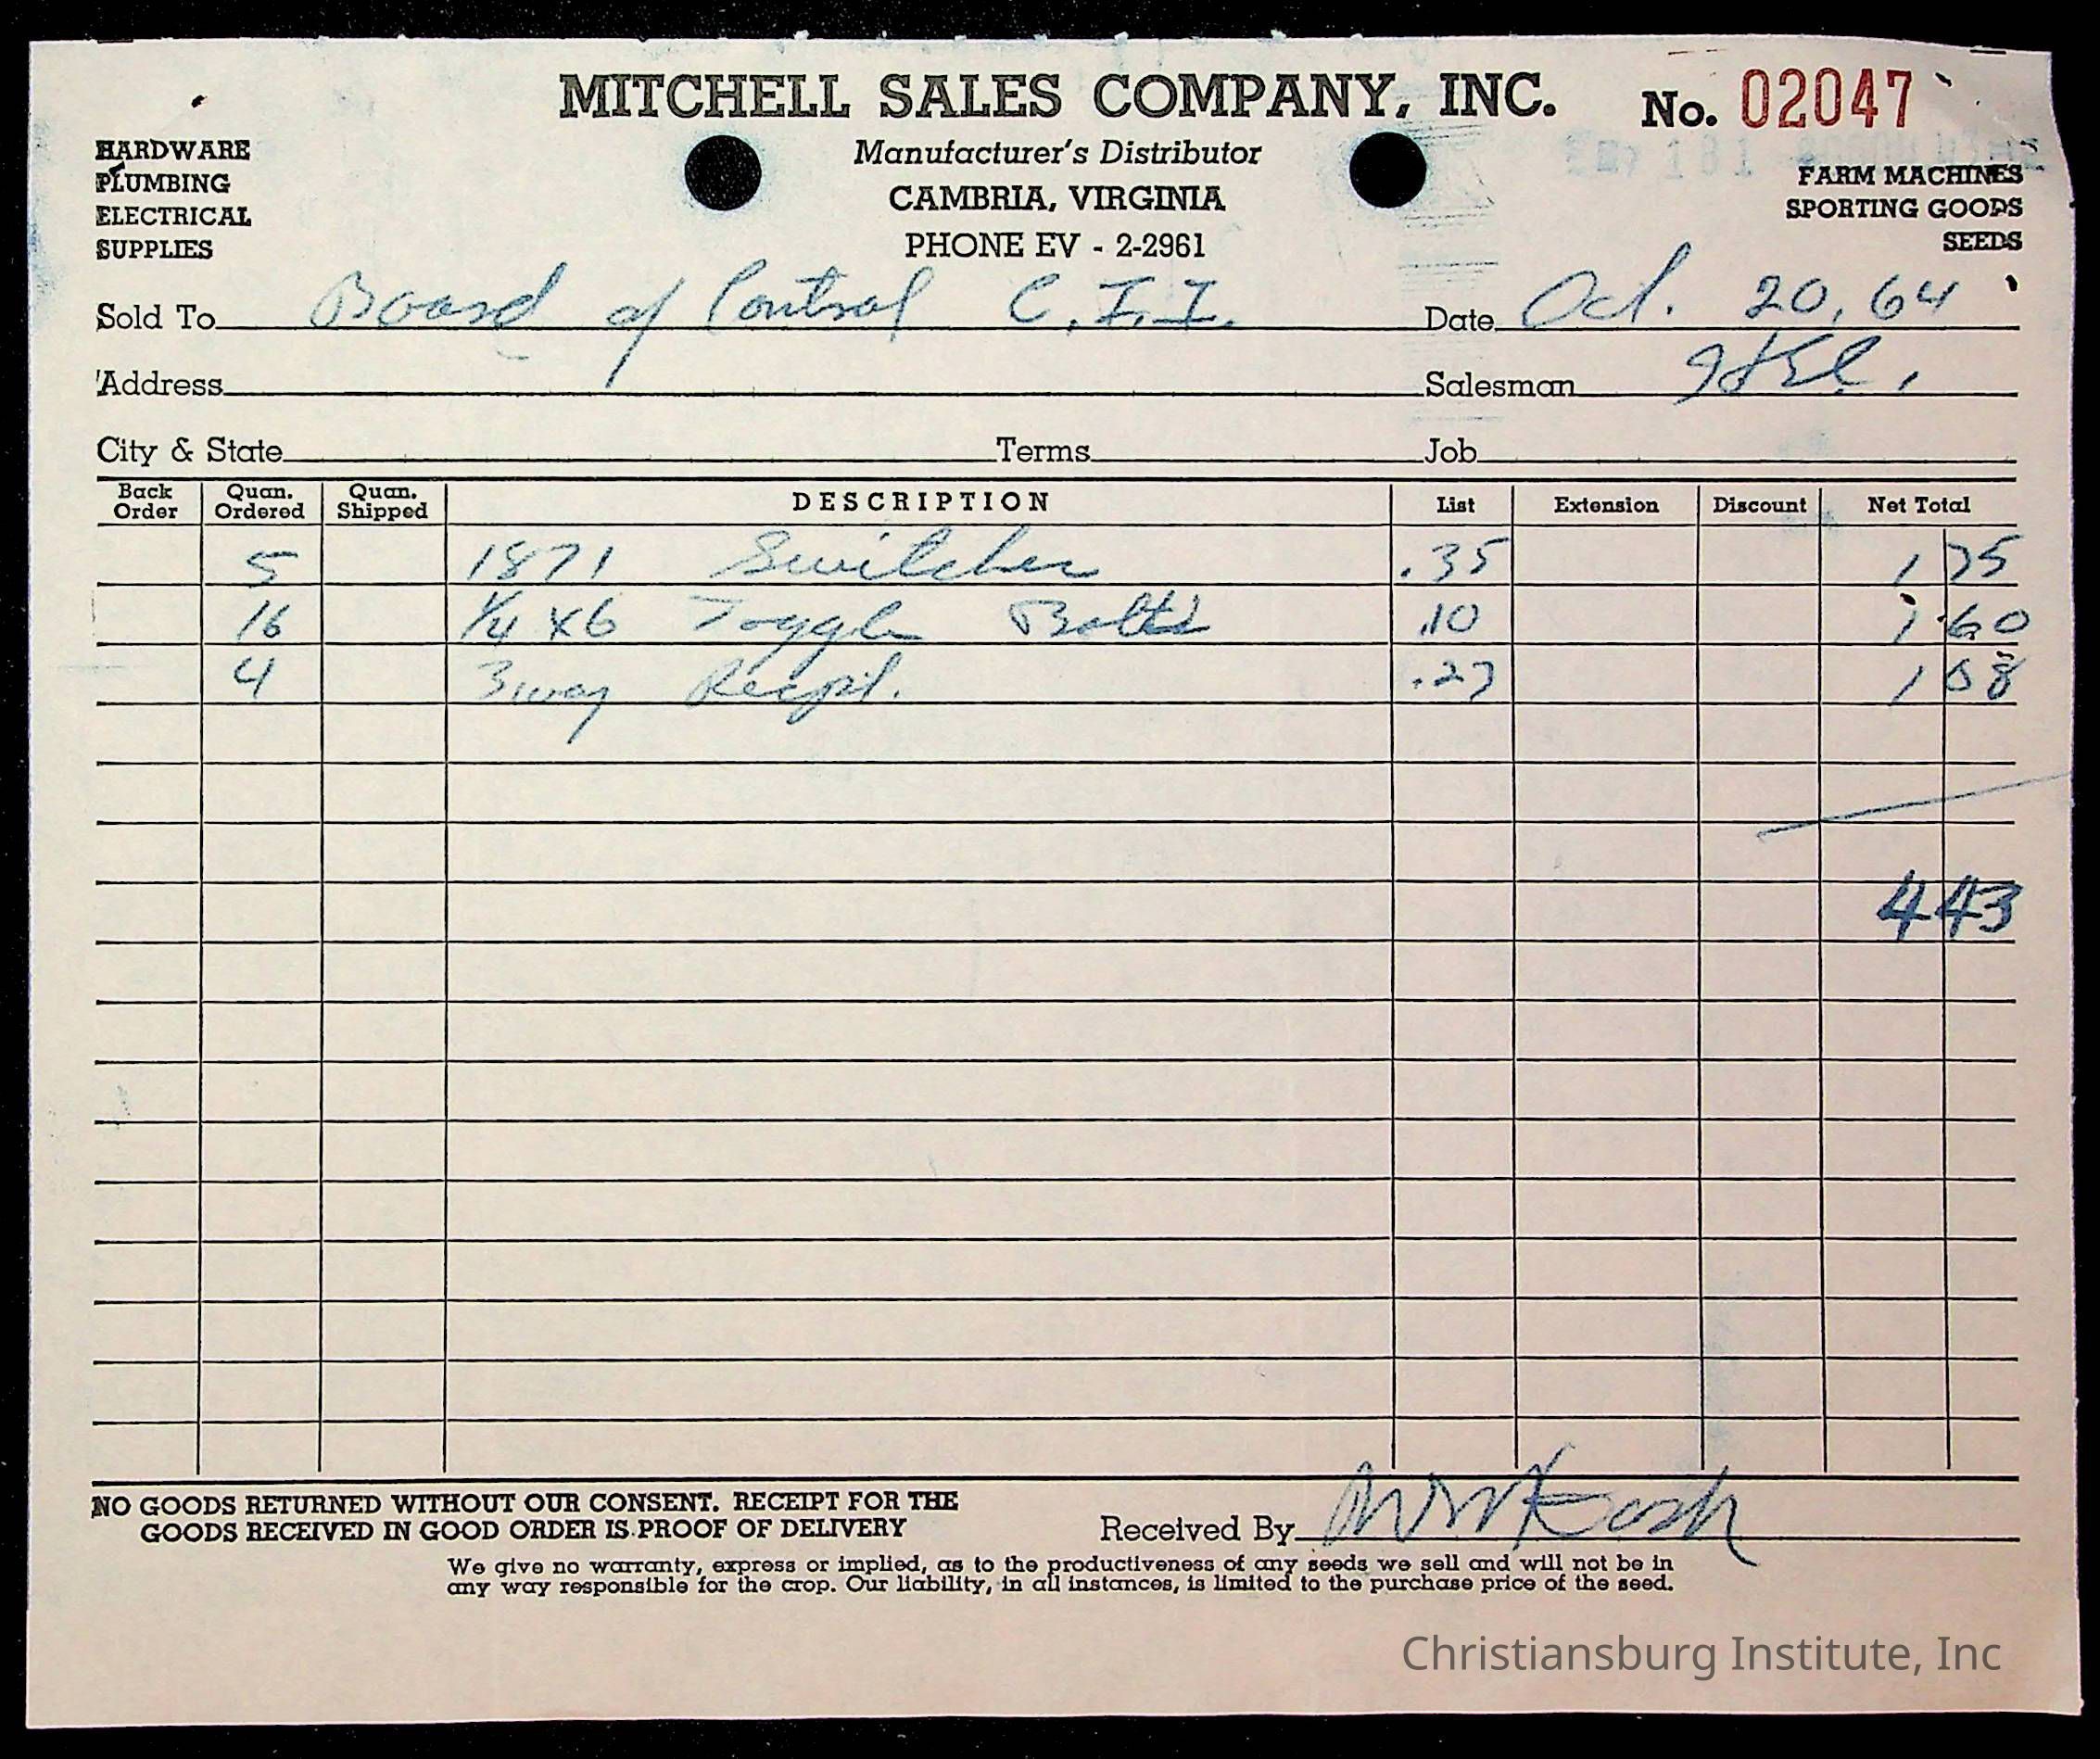 MITCHELL SALES COMPANY, INC.
No. 02047
HARDWARE
PLUMBING
ELECTRICAL
SUPPLIES
Manufacturer's Distributor
CAMBRIA, VIRGINIA
PHONE EV - 2-2961
FARM MACHINES
SPORTING GOODS
SEEDS
Sold To Board of Control C.I.I. Date Oct. 20, 64
Address Salesman
City & State Terms Job
Back Order Quan. Ordered Quan. Shipped DESCRIPTION List Extension Discount Net Total
5 1871 Switches .35 1 75
16 1/4 x 6 Toggle Bolts .10 1 60
4 3 way Recpt. .27 1 08
4 43
NO GOODS RETURNED WITHOUT OUR CONSENT. RECEIPT FOR THE
GOODS RECEIVED IN GOOD ORDER IS PROOF OF DELIVERY
Received By
We give no warranty, express or implied, as to the productiveness of any seeds we sell and will not be in
any way responsible for the crop. Our liability, in all instances, is limited to the purchase price of the seed.
Christiansburg Institute, Inc